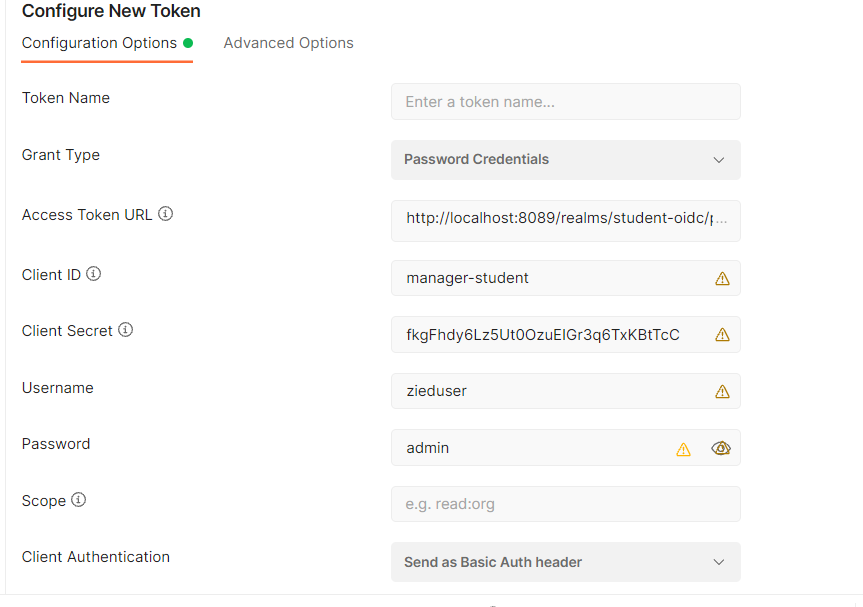 Configure New Token
Configuration Options
Advanced Options
Token Name
Enter a token name...
Grant Type
Password Credentials
Access Token URL
http://localhost:8089/realms/student-oidc/p...
Client ID
manager-student
Client Secret
fkgFhdy6Lz5Ut0OzuEIGr3q6TxKBtTcC
Username
zieduser
Password
admin
Scope
e.g. read:org
Client Authentication
Send as Basic Auth header